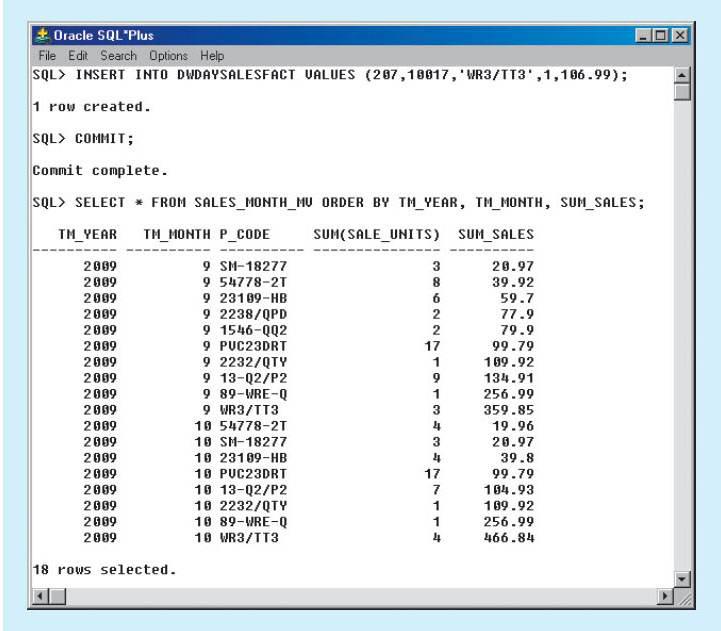 Oracle SQL*Plus
File Edit Search Options Help
SQL> INSERT INTO DWDAYSALESFACT VALUES (207,10017,'WR3/TT3',1,106.99);
1 row created.
SQL> COMMIT;
Commit complete.
SQL> SELECT * FROM SALES_MONTH_MV ORDER BY TM_YEAR, TM_MONTH, SUM_SALES;
TM_YEAR TM_MONTH P_CODE SUM(SALE_UNITS) SUM_SALES
---------- ---------- ---------- --------------- ----------
2009 9 SM-18277 3 20.97
2009 9 54778-2T 8 39.92
2009 9 23109-HB 6 59.7
2009 9 2238/QPD 2 77.9
2009 9 1546-QQ2 2 79.9
2009 9 PVC23DRT 17 99.79
2009 9 2232/QTY 1 109.92
2009 9 13-Q2/P2 9 134.91
2009 9 89-WRE-Q 1 256.99
2009 9 WR3/TT3 3 359.85
2009 10 54778-2T 4 19.96
2009 10 SM-18277 3 20.97
2009 10 23109-HB 4 39.8
2009 10 PVC23DRT 17 99.79
2009 10 13-Q2/P2 7 104.93
2009 10 2232/QTY 1 109.92
2009 10 89-WRE-Q 1 256.99
2009 10 WR3/TT3 4 466.84
18 rows selected.